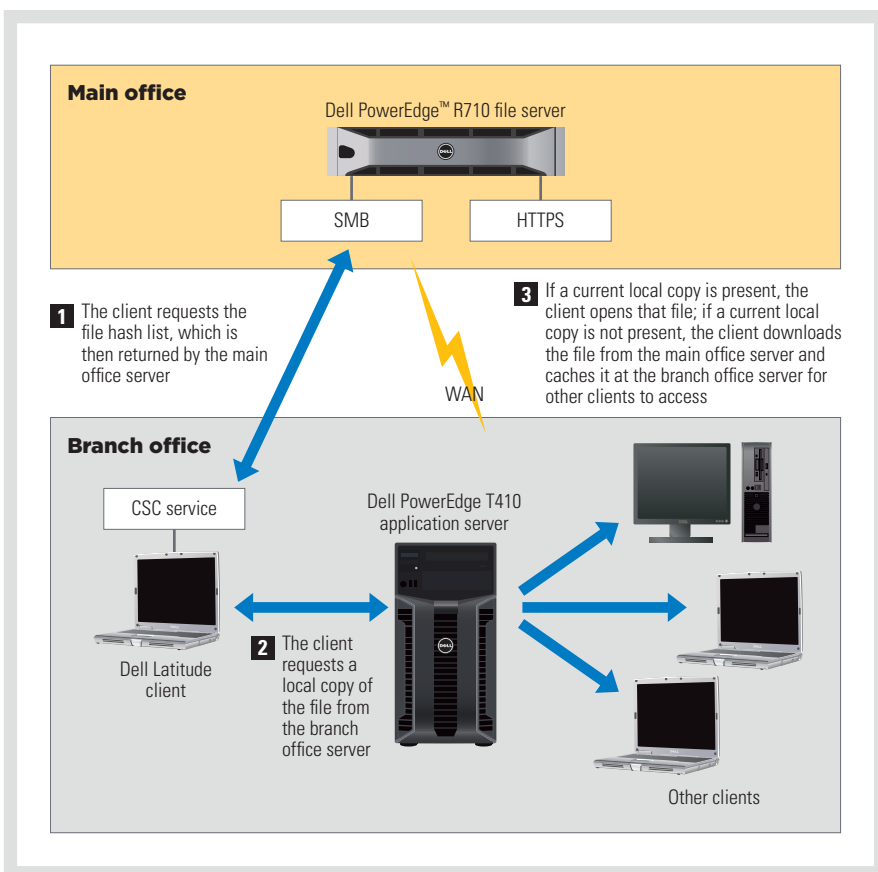 Main office
Dell PowerEdge™ R710 file server
DELL
SMB
HTTPS
1 The client requests the
file hash list, which is
then returned by the main
office server
3 If a current local copy is present, the
client opens that file; if a current local
copy is not present, the client downloads
the file from the main office server and
caches it at the branch office server for
other clients to access
WAN
Branch office
CSC service
Dell PowerEdge T410
application server
DELL
2 The client
requests a
local copy of
the file from
the branch
office server
Dell Latitude
client
Other clients